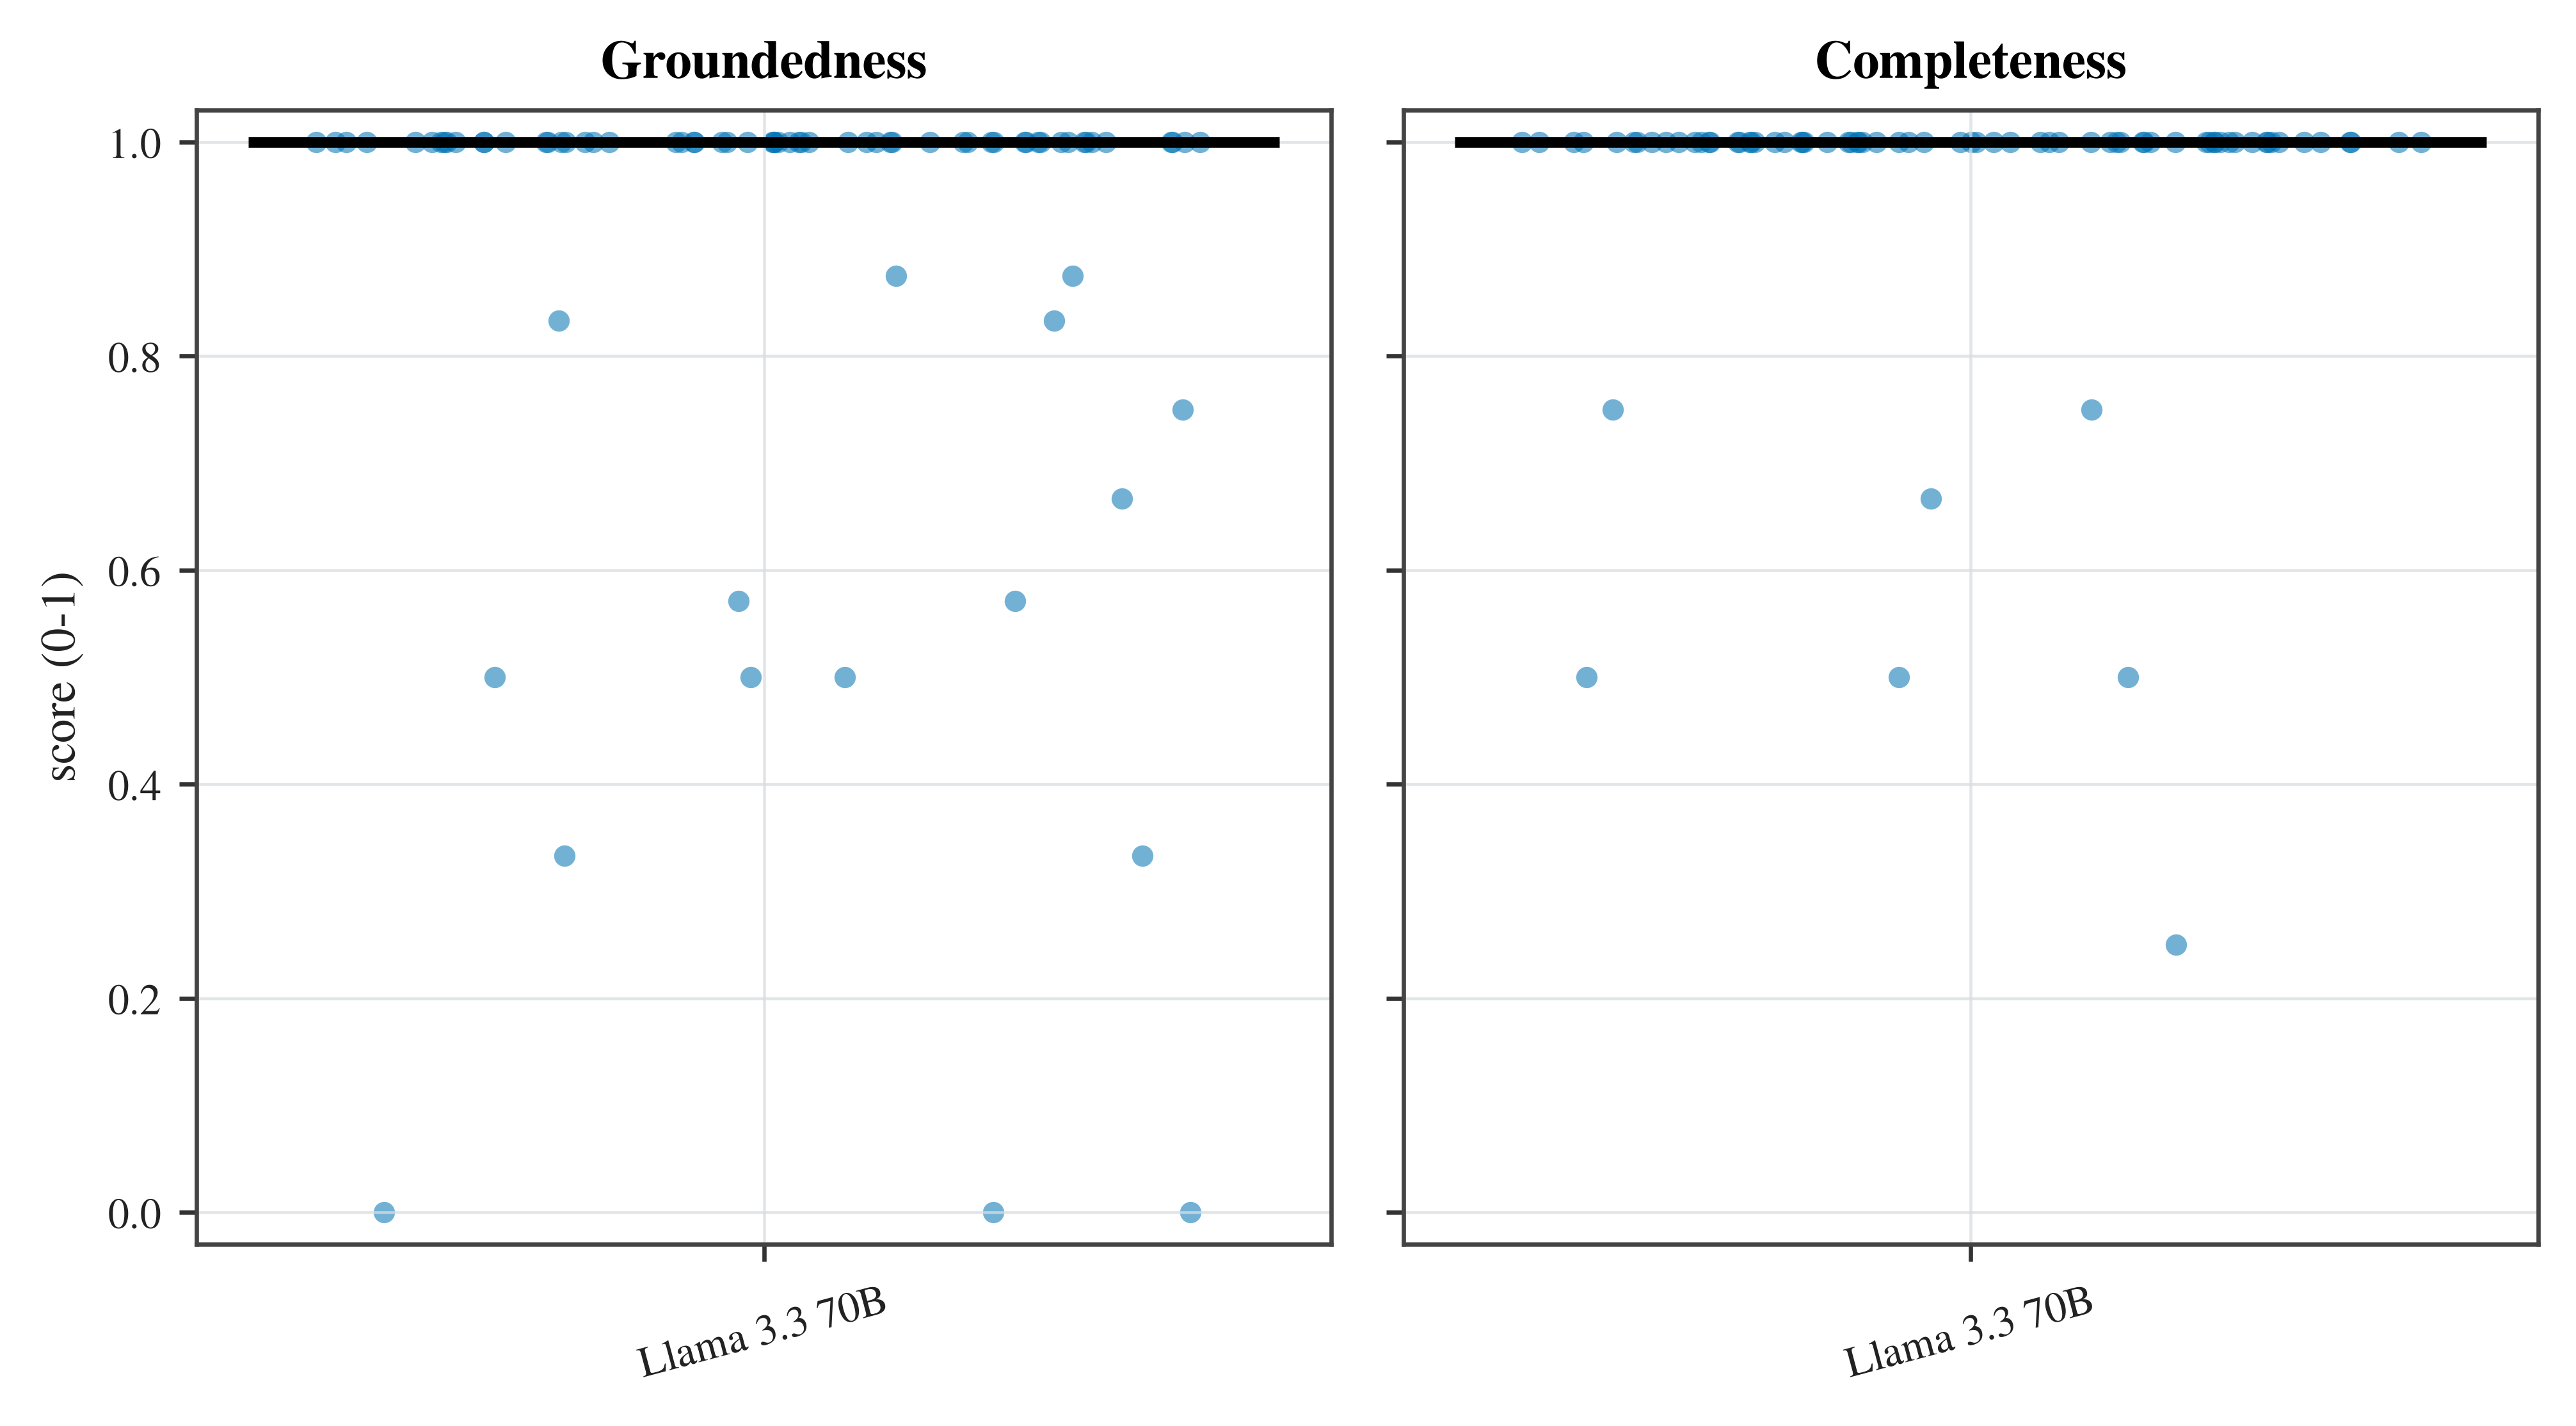 Groundedness
Completeness
score (0-1)
1.0
0.8
0.6
0.4
0.2
0.0
Llama 3.3 70B
Llama 3.3 70B